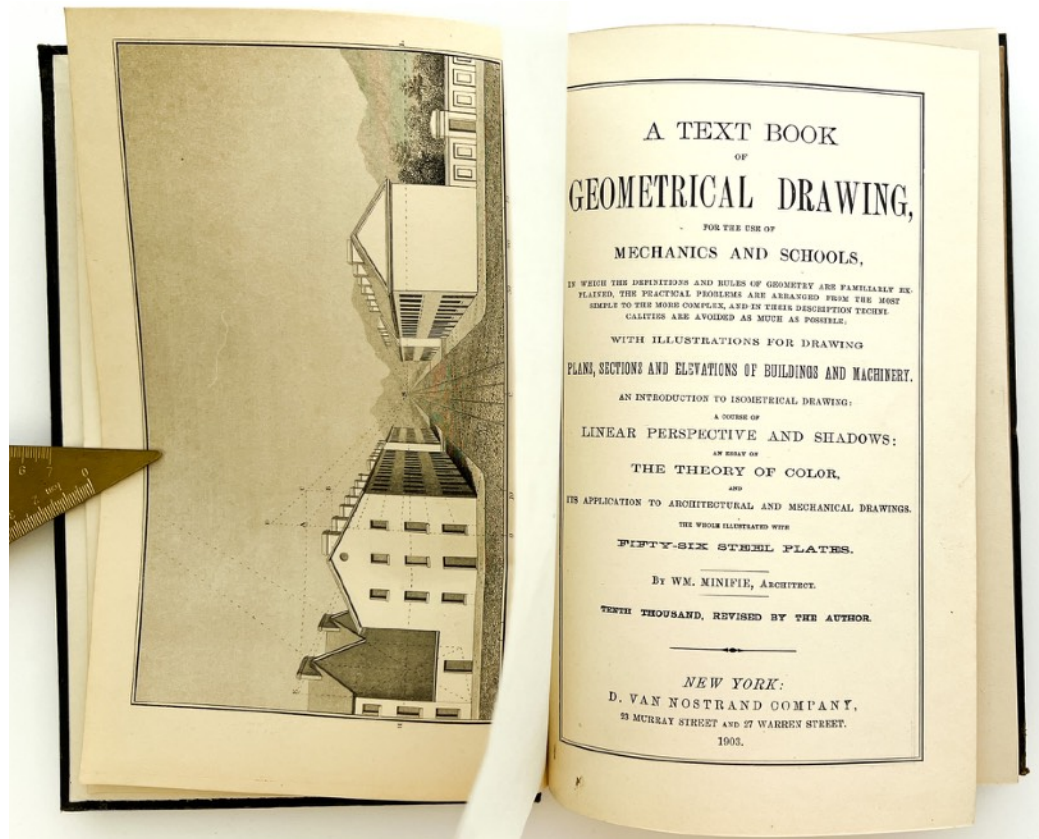 A TEXT BOOK
OF
GEOMETRICAL DRAWING,
FOR THE USE OF
MECHANICS AND SCHOOLS,
IN WHICH THE DEFINITIONS AND RULES OF GEOMETRY ARE FAMILIARLY EX-
PLAINED, THE PRACTICAL PROBLEMS ARE ARRANGED FROM THE MOST
SIMPLE TO THE MORE COMPLEX, AND IN THEIR DESCRIPTION TECHNI-
CALITIES ARE AVOIDED AS MUCH AS POSSIBLE;
WITH ILLUSTRATIONS FOR DRAWING
PLANS, SECTIONS AND ELEVATIONS OF BUILDINGS AND MACHINERY.
AN INTRODUCTION TO ISOMETRICAL DRAWING:
A COURSE OF
LINEAR PERSPECTIVE AND SHADOWS:
AN ESSAY ON
THE THEORY OF COLOR,
AND
ITS APPLICATION TO ARCHITECTURAL AND MECHANICAL DRAWINGS.
THE WHOLE ILLUSTRATED WITH
FIFTY-SIX STEEL PLATES.
BY WM. MINIFIE, ARCHITECT.
TENTH THOUSAND, REVISED BY THE AUTHOR.
NEW YORK:
D. VAN NOSTRAND COMPANY,
23 MURRAY STREET AND 27 WARREN STREET.
1903.